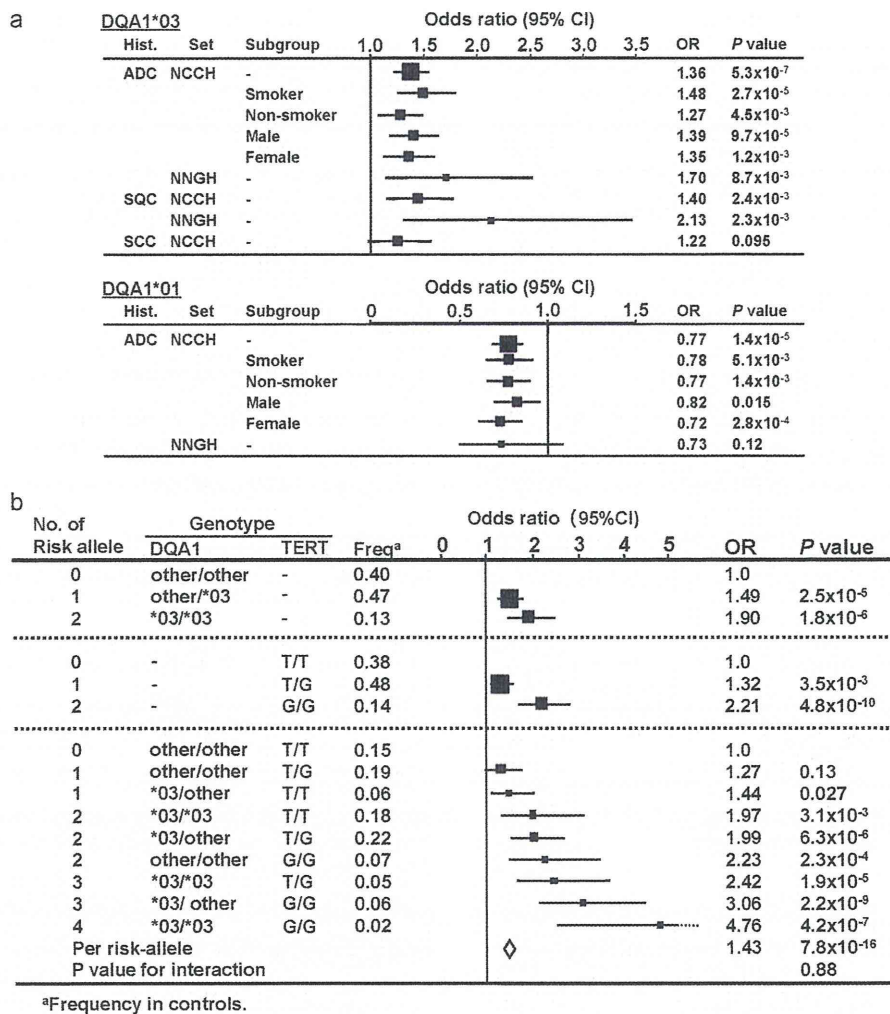 a
DQA1*03
Odds ratio (95% CI)
Hist. Set Subgroup 1.0 1.5 2.0 2.5 3.0 3.5 OR P value
ADC NCCH - 1.36 5.3x10-7
Smoker 1.48 2.7x10-5
Non-smoker 1.27 4.5x10-3
Male 1.39 9.7x10-5
Female 1.35 1.2x10-3
NNGH - 1.70 8.7x10-3
SQC NCCH - 1.40 2.4x10-3
NNGH - 2.13 2.3x10-3
SCC NCCH - 1.22 0.095
DQA1*01
Odds ratio (95% CI)
Hist. Set Subgroup 0 0.5 1.0 1.5 OR P value
ADC NCCH - 0.77 1.4x10-5
Smoker 0.78 5.1x10-3
Non-smoker 0.77 1.4x10-3
Male 0.82 0.015
Female 0.72 2.8x10-4
NNGH - 0.73 0.12
b
No. of Genotype Odds ratio (95%CI)
Risk allele DQA1 TERT Freqa 0 1 2 3 4 5 OR P value
0 other/other - 0.40 1.0
1 other/*03 - 0.47 1.49 2.5x10-5
2 *03/*03 - 0.13 1.90 1.8x10-6
0 - T/T 0.38 1.0
1 - T/G 0.48 1.32 3.5x10-3
2 - G/G 0.14 2.21 4.8x10-10
0 other/other T/T 0.15 1.0
1 other/other T/G 0.19 1.27 0.13
1 *03/other T/T 0.06 1.44 0.027
2 *03/*03 T/T 0.18 1.97 3.1x10-3
2 *03/other T/G 0.22 1.99 6.3x10-6
2 other/other G/G 0.07 2.23 2.3x10-4
3 *03/*03 T/G 0.05 2.42 1.9x10-5
3 *03/ other G/G 0.06 3.06 2.2x10-9
4 *03/*03 G/G 0.02 4.76 4.2x10-7
Per risk-allele 1.43 7.8x10-16
P value for interaction 0.88
aFrequency in controls.